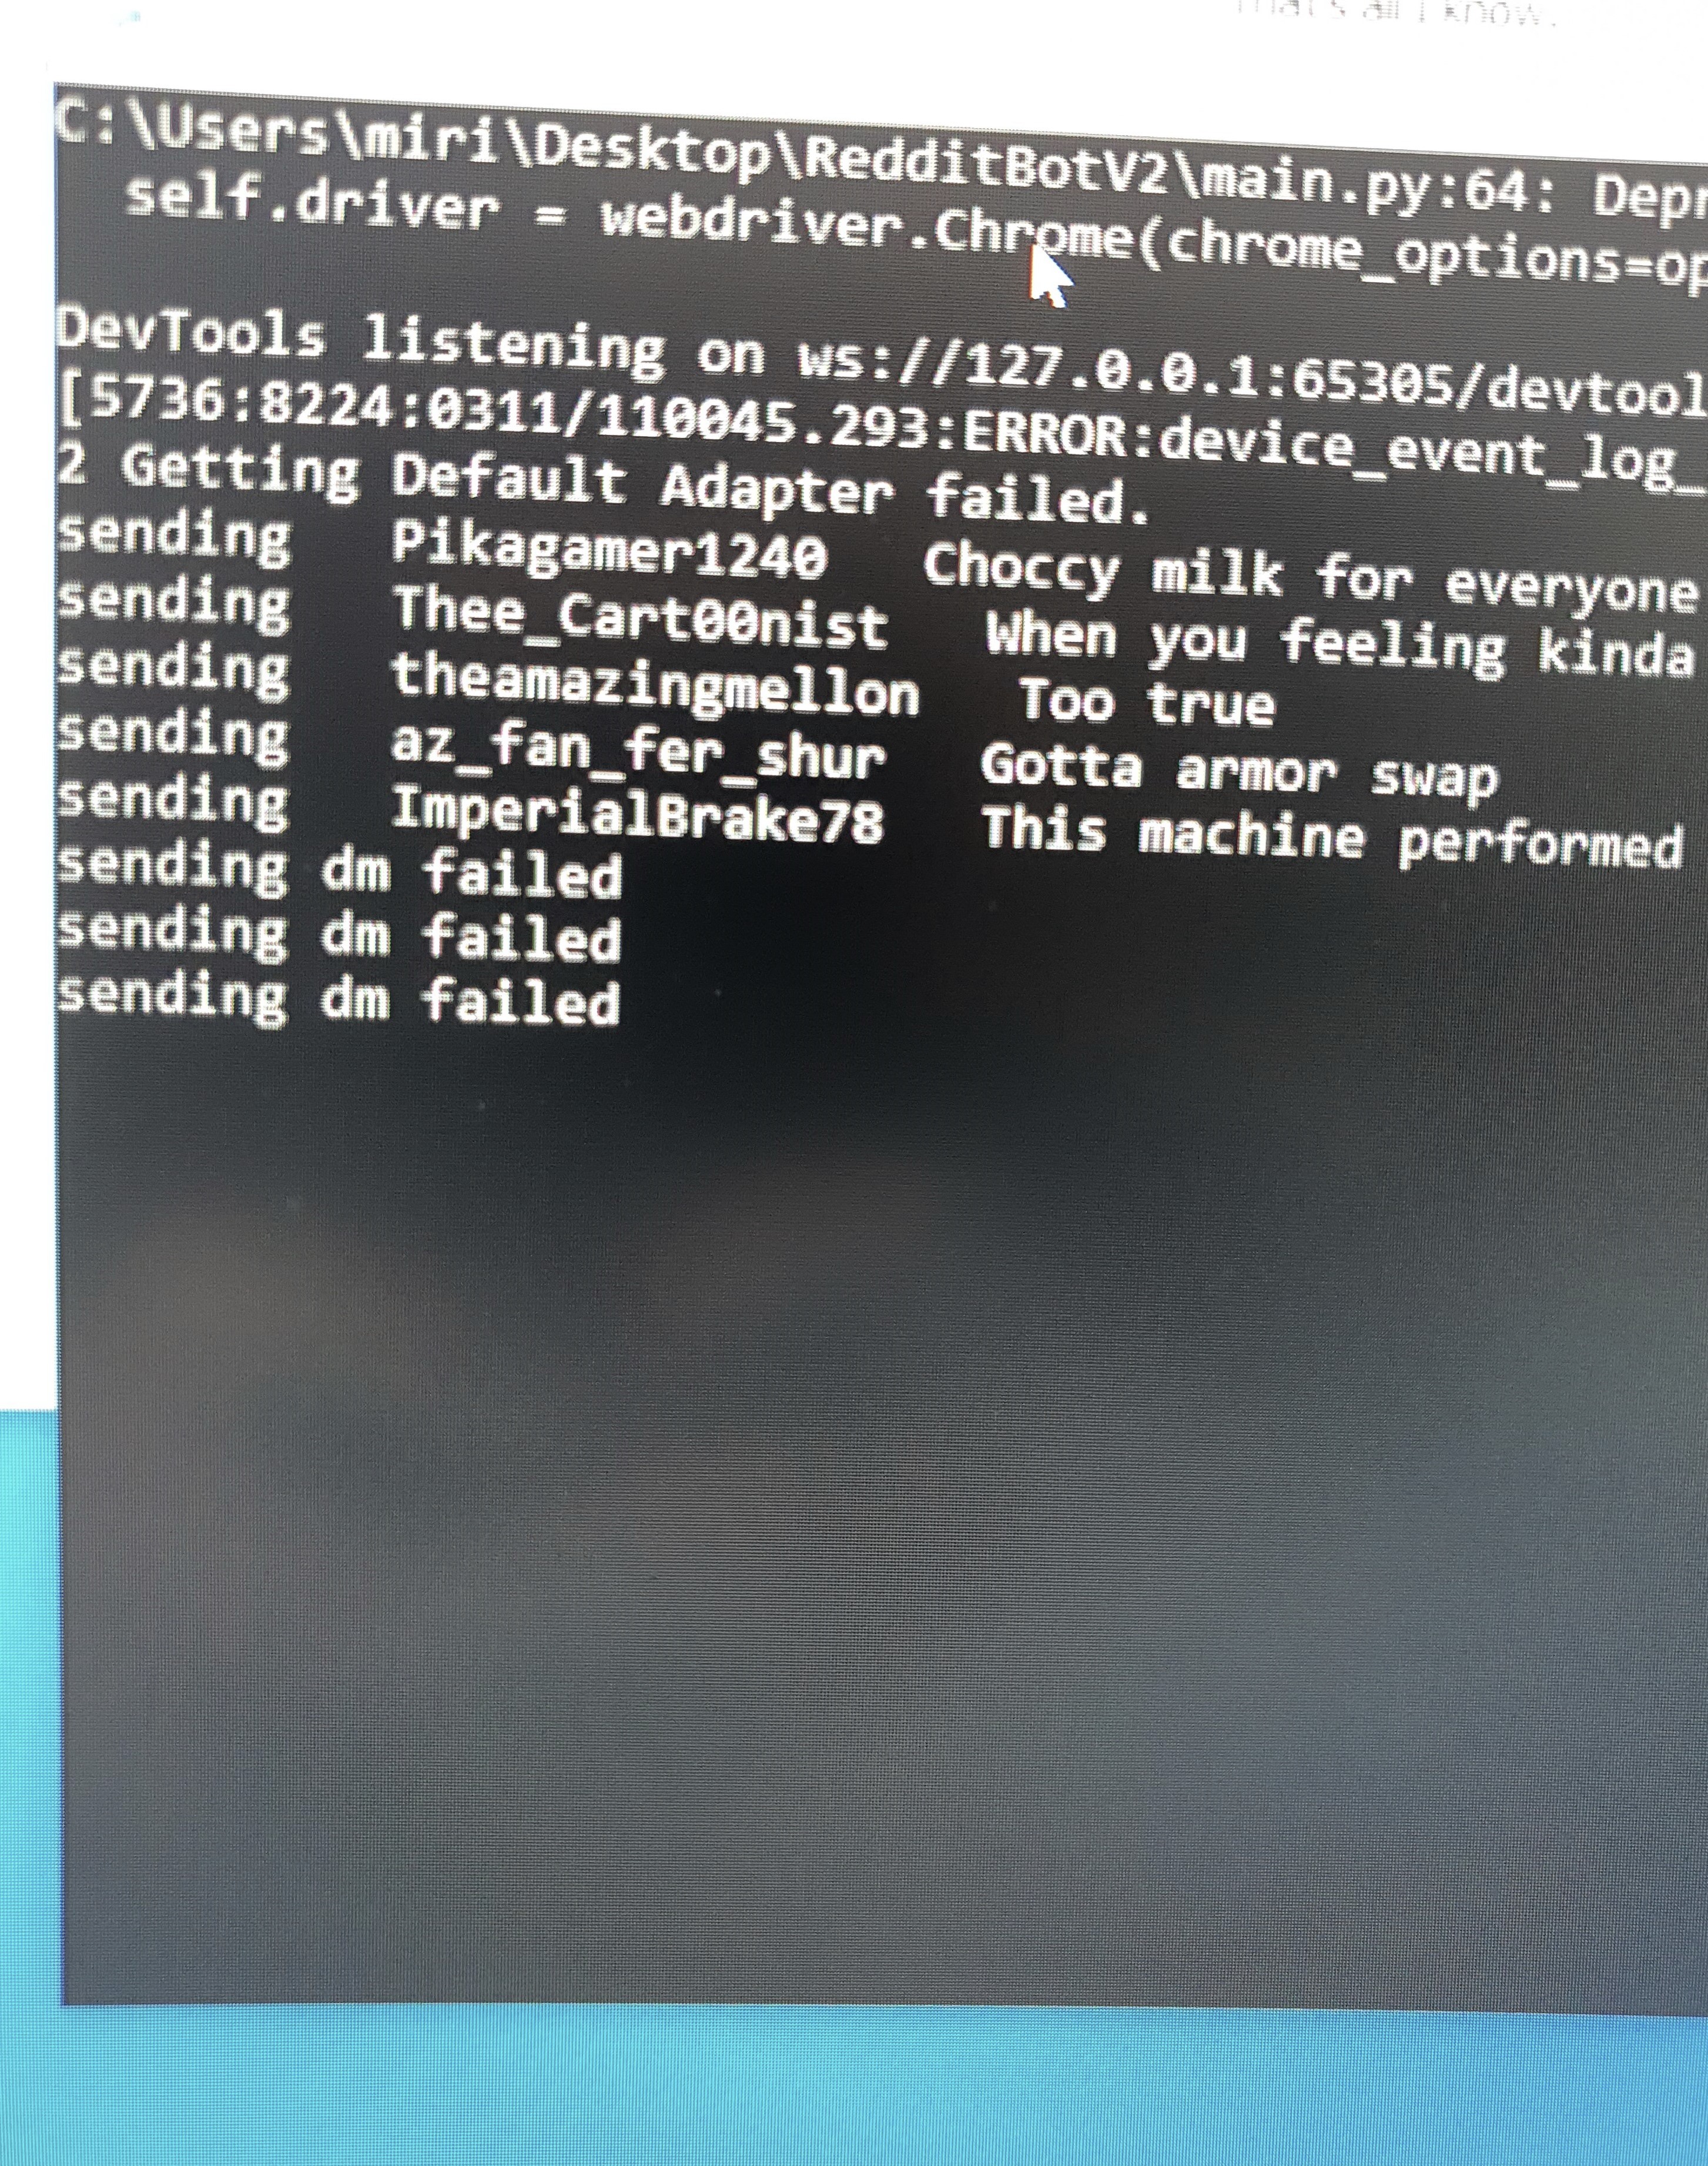 That's all I know.
C:\Users\miri\Desktop\RedditBotV2\main.py:64: Depr
self.driver = webdriver.Chrome(chrome_options=op
DevTools listening on ws://127.0.0.1:65305/devtool
[5736:8224:0311/110045.293:ERROR:device_event_log_
2 Getting Default Adapter failed.
sending Pikagamer1240 Choccy milk for everyone
sending Thee_Cart00nist When you feeling kinda
sending theamazingmellon Too true
sending az_fan_fer_shur Gotta armor swap
sending ImperialBrake78 This machine performed
sending dm failed
sending dm failed
sending dm failed